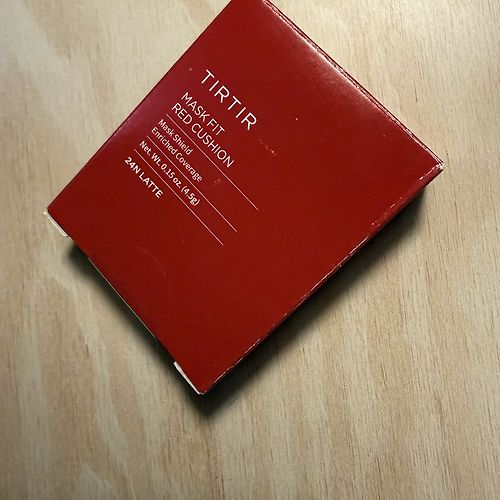 TIRTIR
MASK FIT
RED CUSHION
Mask Shield
Enriched Coverage
Net. Wt. 0.15 oz. (4.5g)
24N LATTE